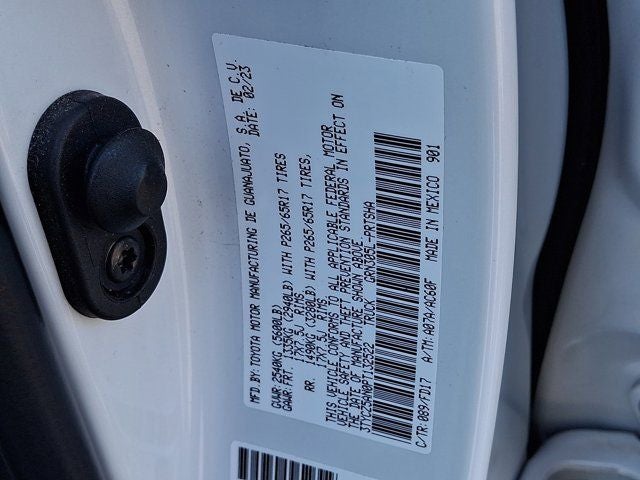 MFD.BY: TOYOTA MOTOR MANUFACTURING DE GUANAJUATO, S.A. DE C.V.
DATE: 02/23
GVWR: 2540KG (5600LB)
GAWR: FRT. 1335KG (2940LB) WITH P265/65R17 TIRES
17X7.5J RIMS
RR. 1490KG (3280LB) WITH P265/65R17 TIRES,
17X7.5J RIMS
THIS VEHICLE CONFORMS TO ALL APPLICABLE FEDERAL MOTOR
VEHICLE SAFETY AND THEFT PREVENTION STANDARDS IN EFFECT ON
THE DATE OF MANUFACTURE SHOWN ABOVE.
TRUCK
C/TR: 089/FD17 A/TM: A07A/AC60F MADE IN MEXICO 901